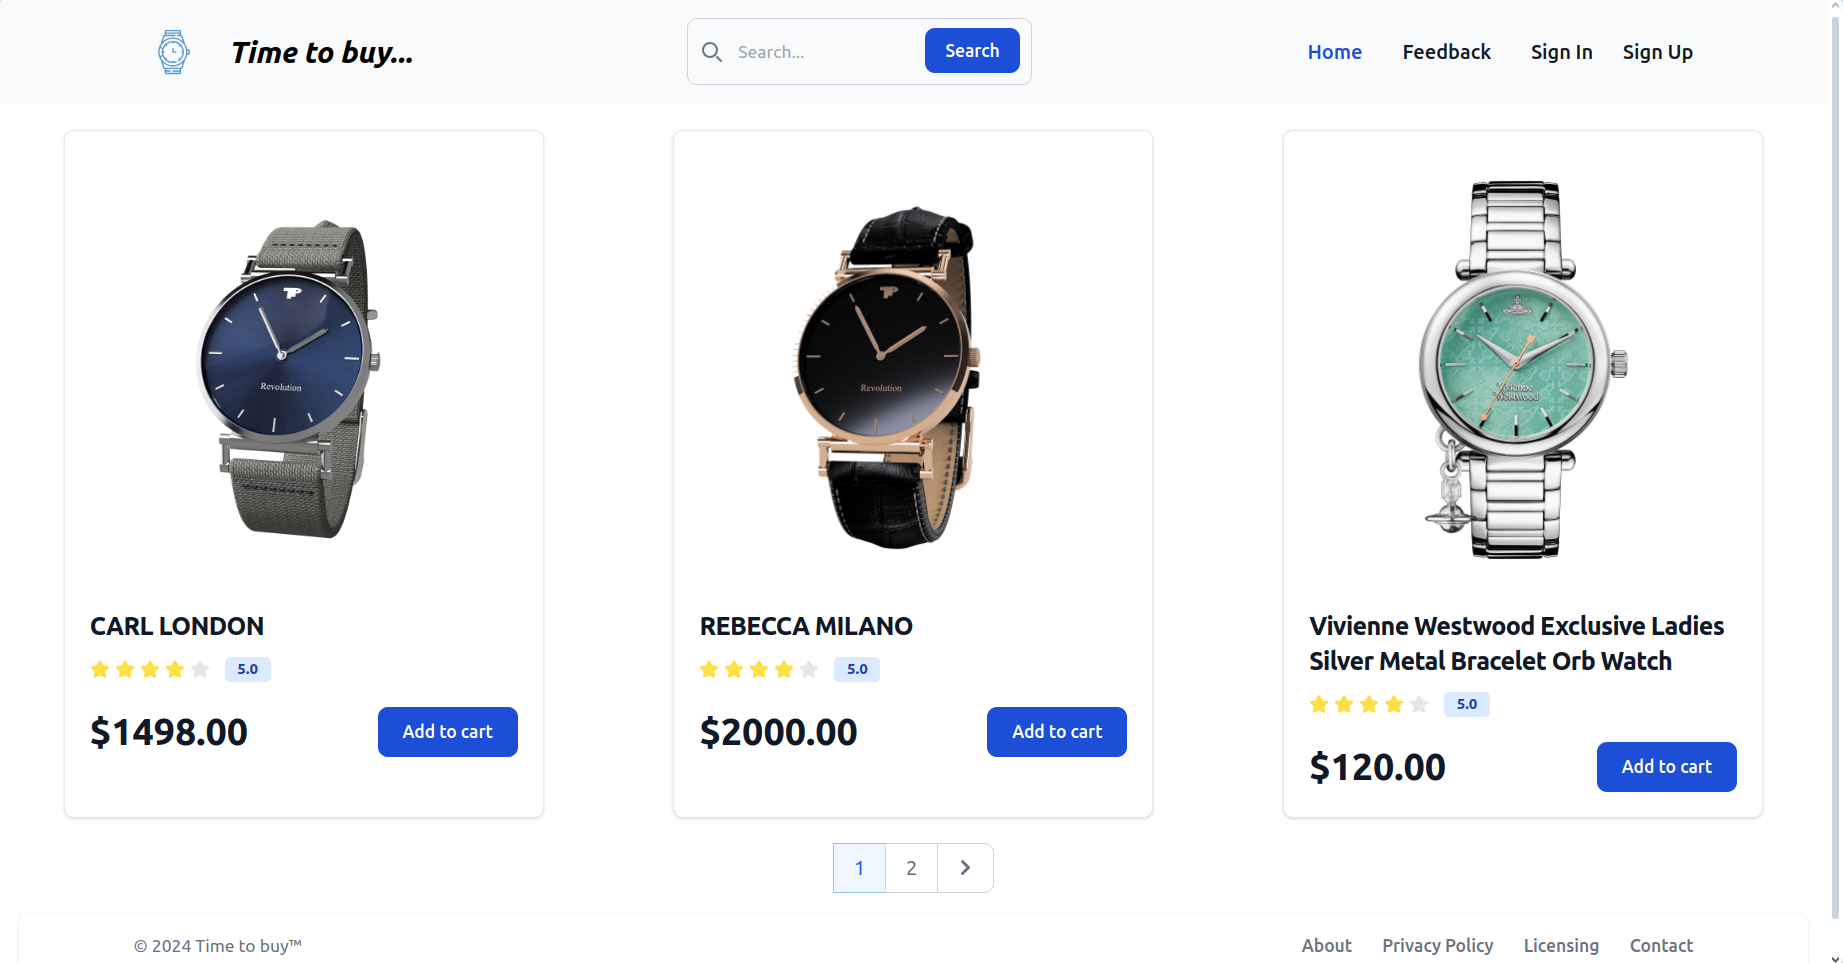 Time to buy...
Search...
Search
Home
Feedback
Sign In
Sign Up
Revolution
Revolution
Vivienne
Westwood
CARL LONDON
5.0
$1498.00
Add to cart
REBECCA MILANO
5.0
$2000.00
Add to cart
Vivienne Westwood Exclusive Ladies
Silver Metal Bracelet Orb Watch
5.0
$120.00
Add to cart
1
2
© 2024 Time to buy™
About
Privacy Policy
Licensing
Contact